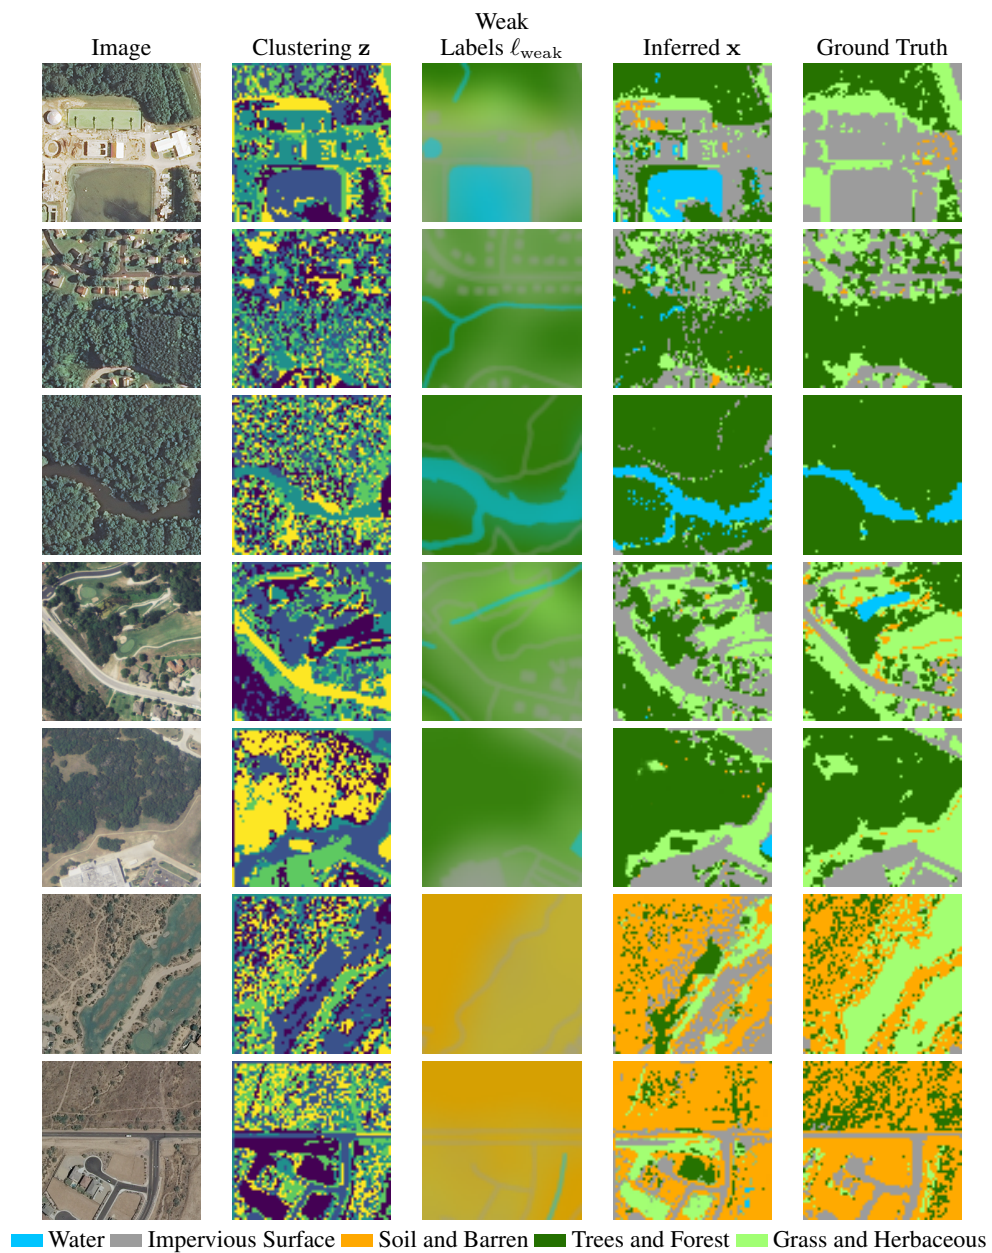 Weak
Image Clustering z Labels ℓweak Inferred x Ground Truth
Water Impervious Surface Soil and Barren Trees and Forest Grass and Herbaceous